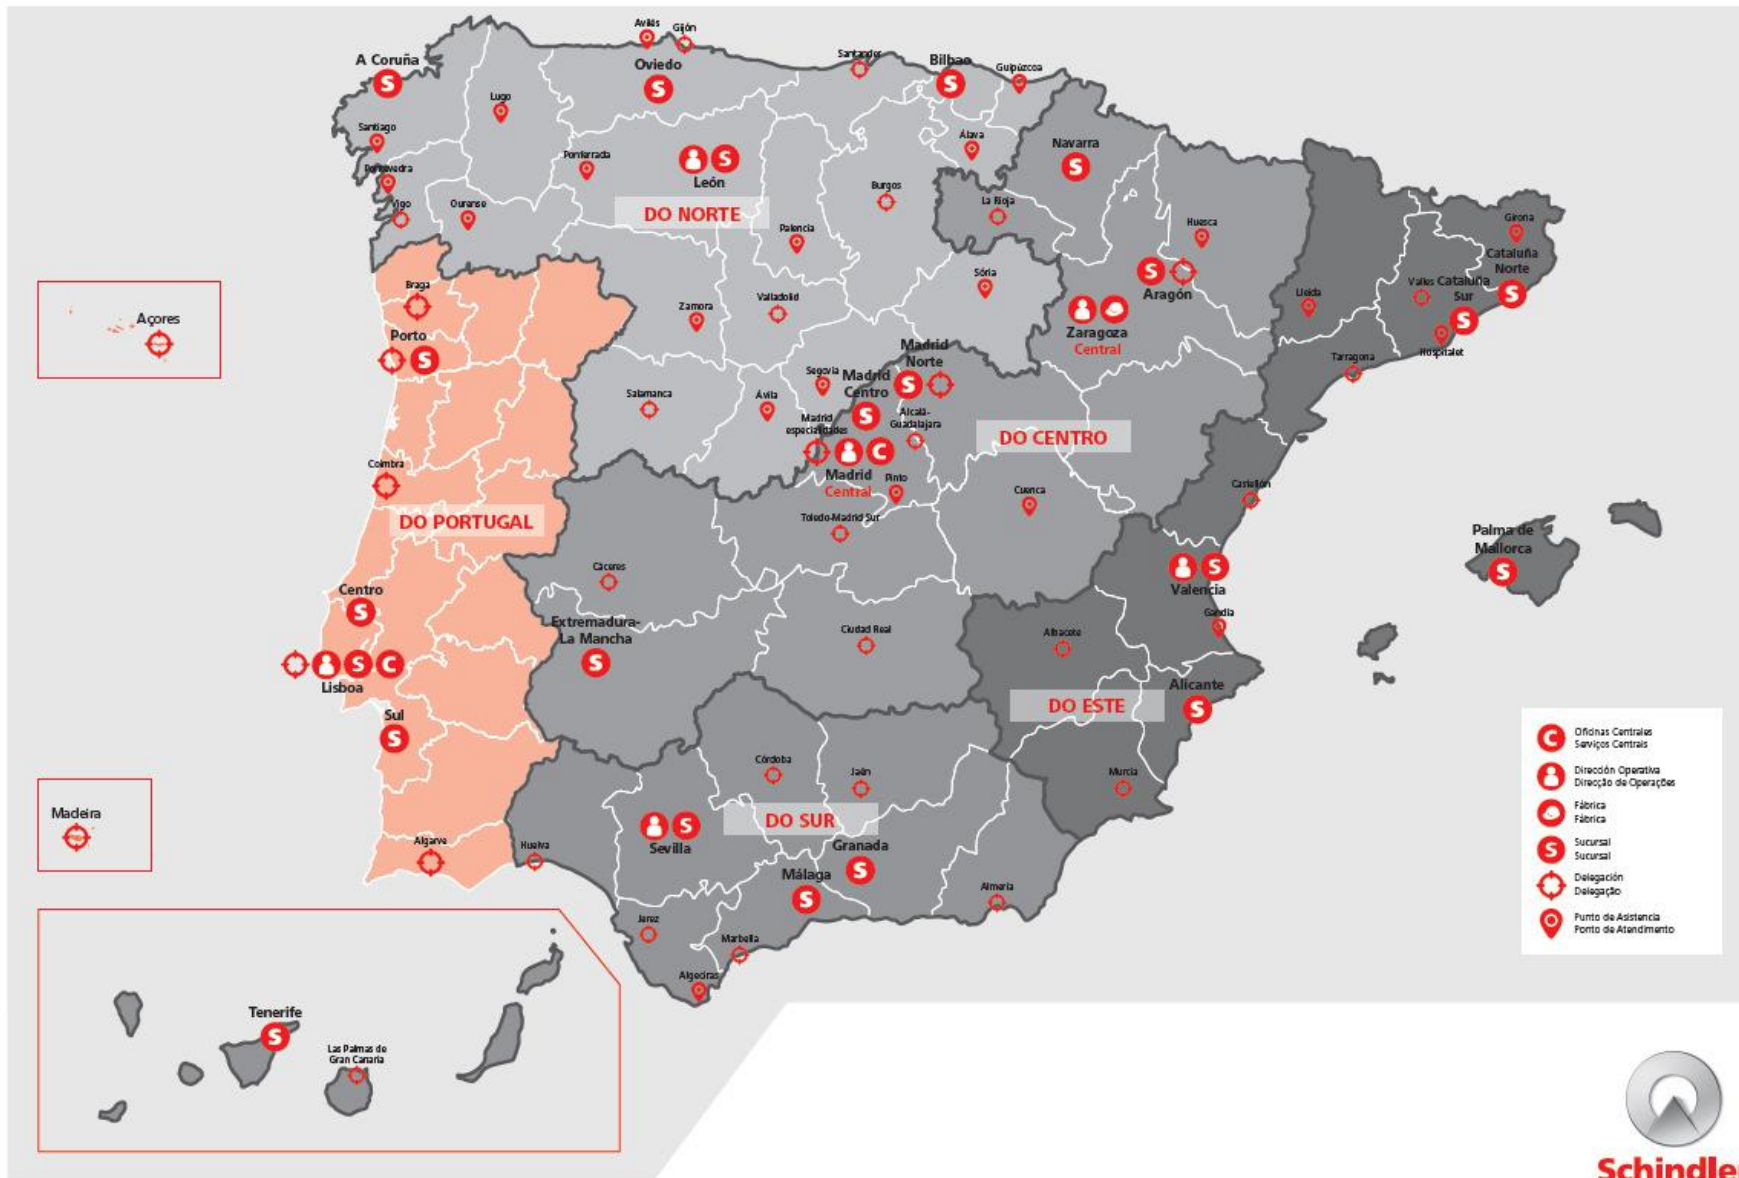 Avilés
Gijón
A Coruña
Oviedo
Santander
Bilbao
Guipúzcoa
Lugo
Santiago
Ponferrada
Álava
Navarra
Pontevedra
León
Burgos
Vigo
Ourense
DO NORTE
La Rioja
Huesca
Girona
Palencia
Cataluña
Norte
Braga
Zamora
Valladolid
Sória
Aragón
Lleida
Valles
Cataluña
Sur
Açores
Porto
Zaragoza
Central
Hospitalet
Madrid
Norte
Tarragona
Salamanca
Ávila
Segovia
Madrid
Centro
Alcalá-
Guadalajara
Madrid
especialidades
DO CENTRO
Coimbra
Madrid
Central
Pinto
Cuenca
Castellón
DO PORTUGAL
Toledo-Madrid Sur
Palma de
Mallorca
Cáceres
Valencia
Centro
Gandia
Extremadura-
La Mancha
Ciudad Real
Albacete
Lisboa
Alicante
Sul
DO ESTE
C
Oficinas Centrales
Serviços Centrais
Dirección Operativa
Direcção de Operações
Fábrica
Fábrica
S
Sucursal
Sucursal
Delegación
Delegação
Punto de Asistencia
Ponto de Atendimento
Córdoba
Jaén
Murcia
Madeira
Algarve
Huelva
Sevilla
DO SUR
Granada
Málaga
Almería
Jerez
Marbella
Algeciras
Tenerife
Las Palmas de
Gran Canaria
Schindler